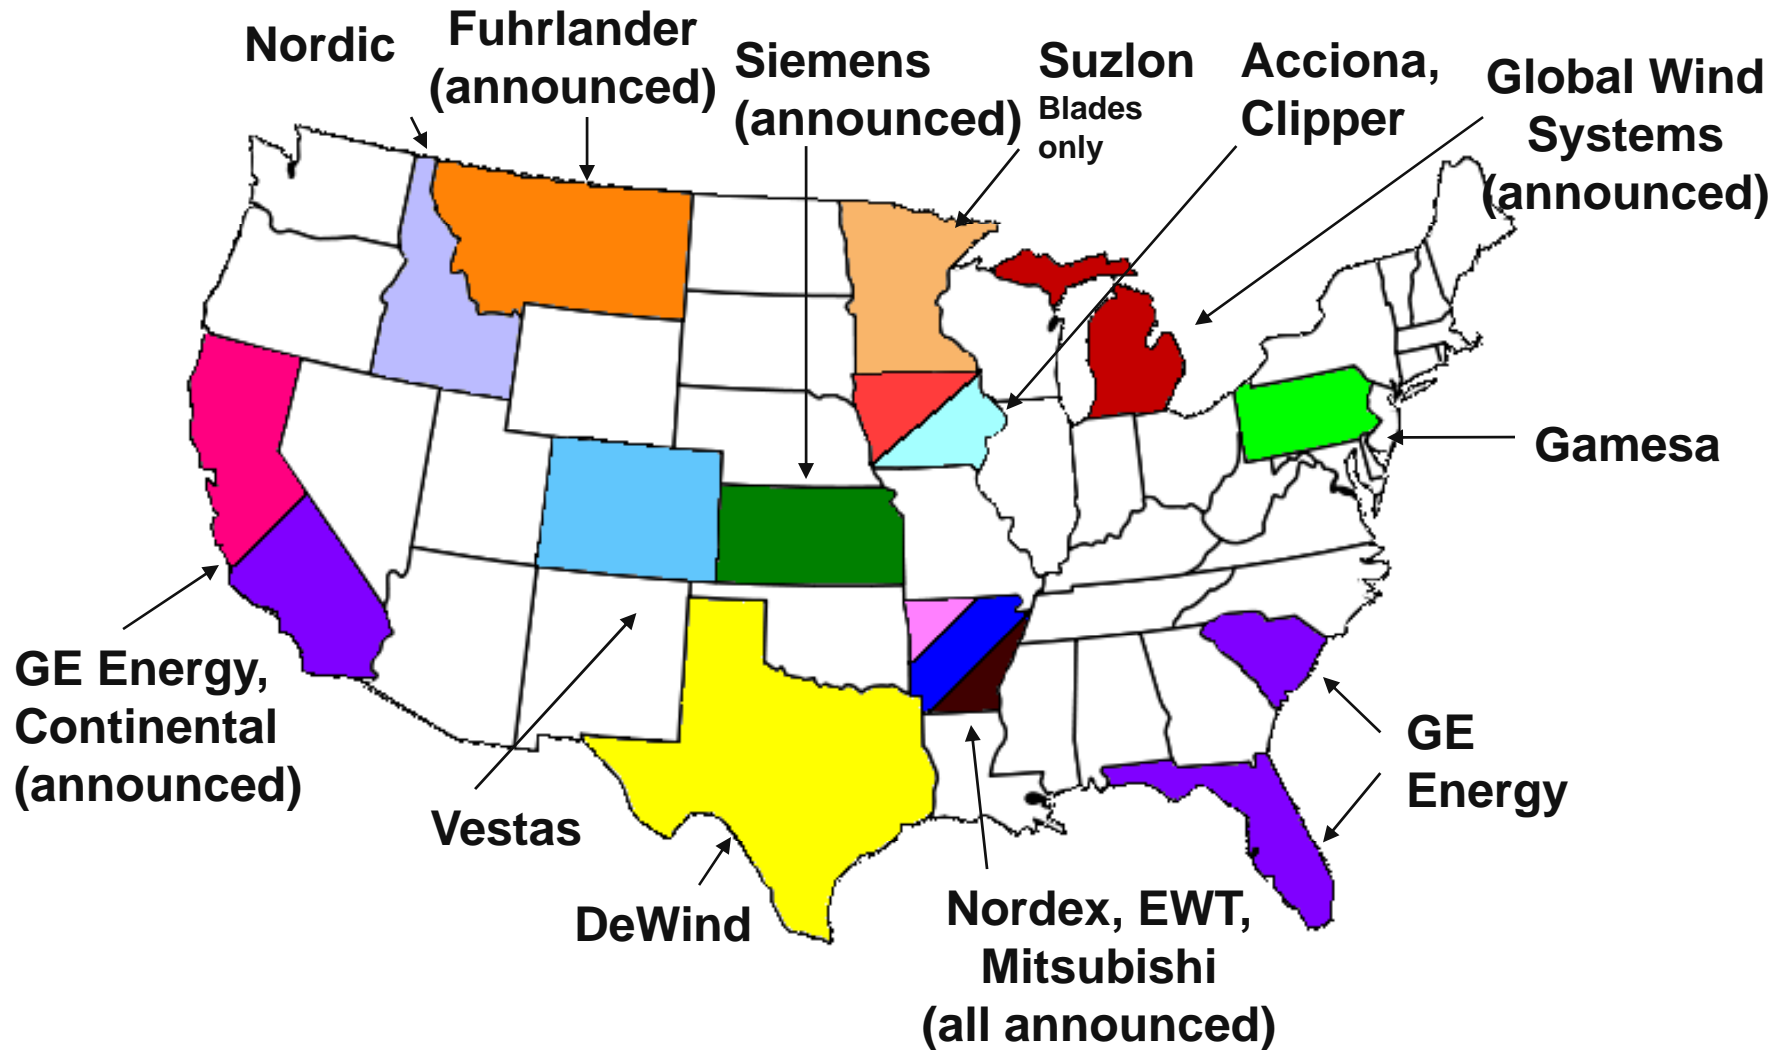 Nordic
Fuhrlander
(announced)
Siemens
(announced)
Suzlon
Blades
only
Acciona,
Clipper
Global Wind
Systems
(announced)
Gamesa
GE Energy,
Continental
(announced)
Vestas
DeWind
Nordex, EWT,
Mitsubishi
(all announced)
GE
Energy